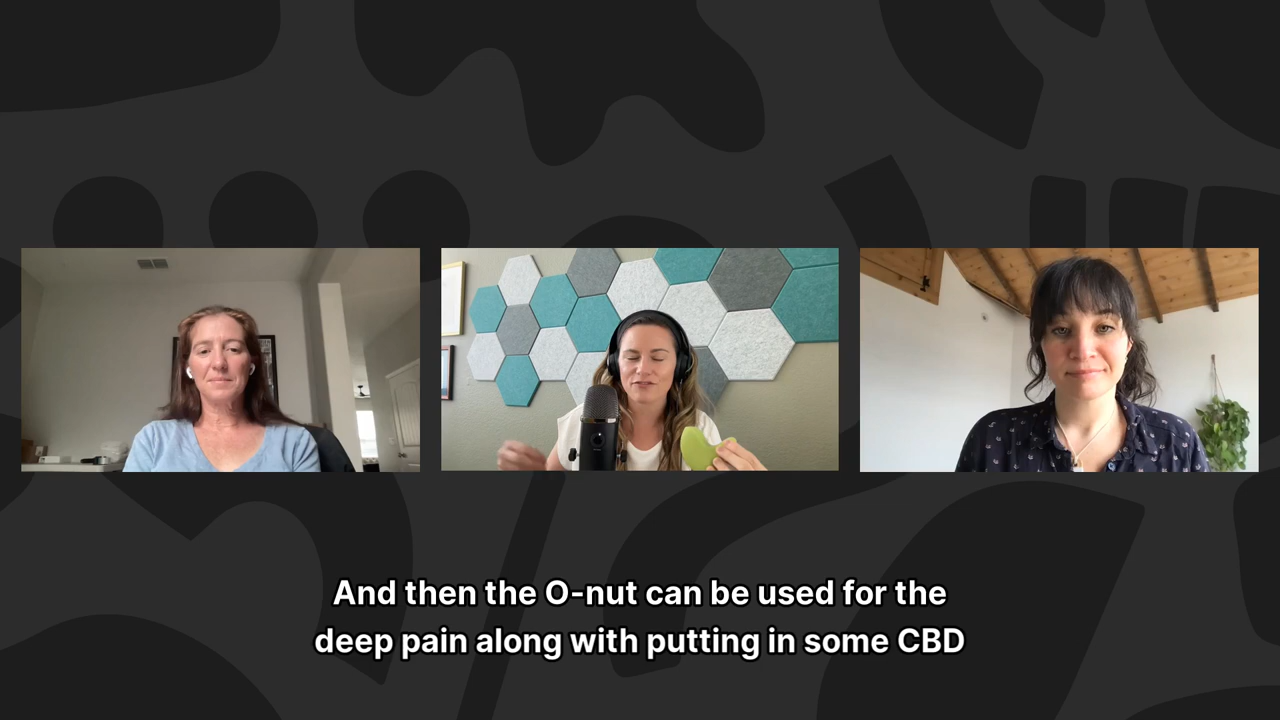 And then the O-nut can be used for the
deep pain along with putting in some CBD